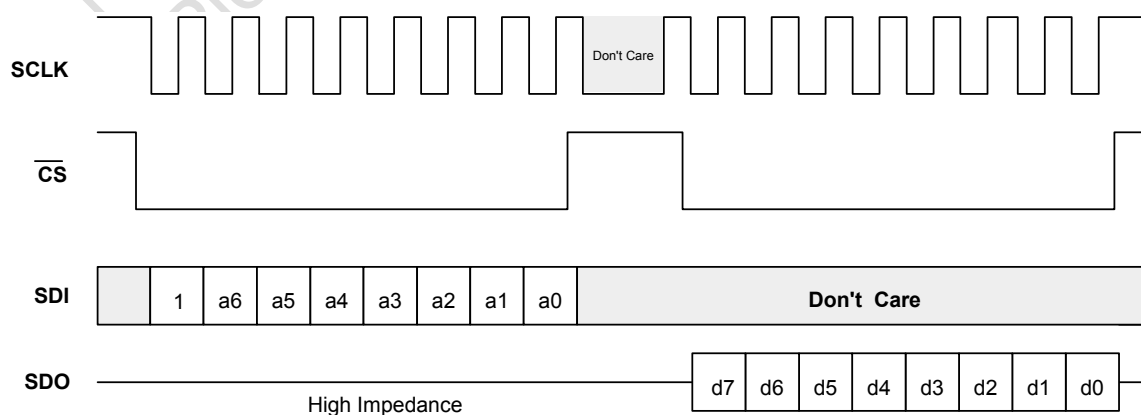 SCLK
Don't Care
CS
SDI 1 a6 a5 a4 a3 a2 a1 a0 Don't Care
SDO High Impedance d7 d6 d5 d4 d3 d2 d1 d0